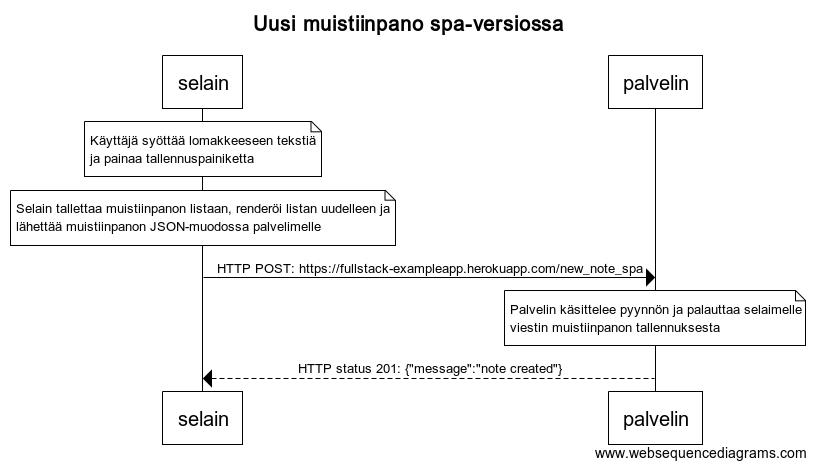 Uusi muistiinpano spa-versiossa
selain
palvelin
Käyttäjä syöttää lomakkeeseen tekstiä
ja painaa tallennuspainiketta
Selain tallettaa muistiinpanon listaan, renderöi listan uudelleen ja
lähettää muistiinpanon JSON-muodossa palvelimelle
HTTP POST: https://fullstack-exampleapp.herokuapp.com/new_note_spa
Palvelin käsittelee pyynnön ja palauttaa selaimelle
viestin muistiinpanon tallennuksesta
HTTP status 201: {"message":"note created"}
selain
palvelin
www.websequencediagrams.com